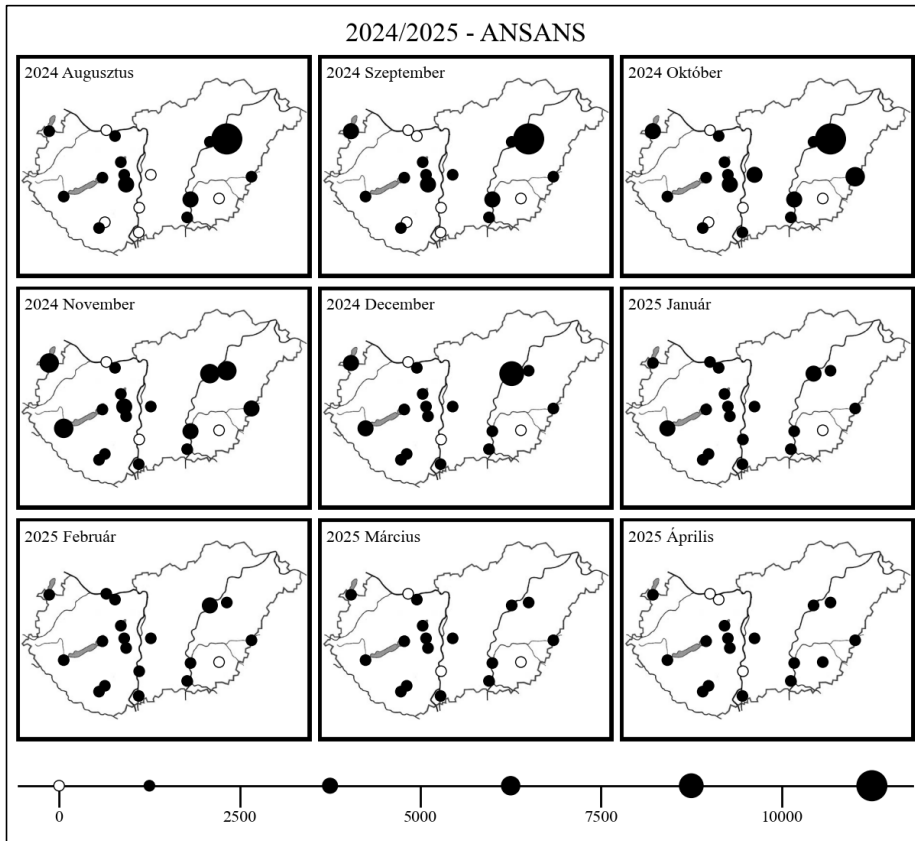 2024/2025 - ANSANS
2024 Augusztus
2024 Szeptember
2024 Október
2024 November
2024 December
2025 Január
2025 Február
2025 Március
2025 Április
0 2500 5000 7500 10000